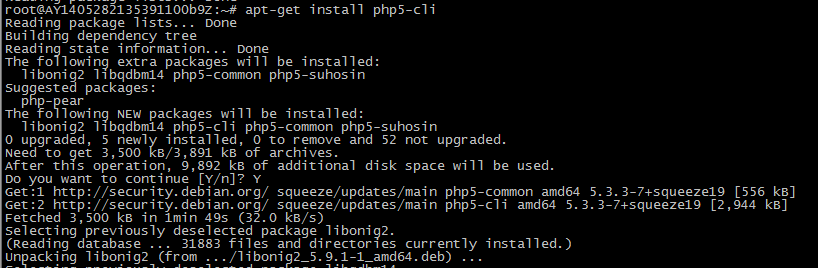 root@AY1405282135391100b9Z:~# apt-get install php5-cli
Reading package lists... Done
Building dependency tree
Reading state information... Done
The following extra packages will be installed:
  libonig2 libqdbm14 php5-common php5-suhosin
Suggested packages:
  php-pear
The following NEW packages will be installed:
  libonig2 libqdbm14 php5-cli php5-common php5-suhosin
0 upgraded, 5 newly installed, 0 to remove and 52 not upgraded.
Need to get 3,500 kB/3,891 kB of archives.
After this operation, 9,892 kB of additional disk space will be used.
Do you want to continue [Y/n]? Y
Get:1 http://security.debian.org/ squeeze/updates/main php5-common amd64 5.3.3-7+squeeze19 [556 kB]
Get:2 http://security.debian.org/ squeeze/updates/main php5-cli amd64 5.3.3-7+squeeze19 [2,944 kB]
Fetched 3,500 kB in 1min 49s (32.0 kB/s)
Selecting previously deselected package libonig2.
(Reading database ... 31883 files and directories currently installed.)
Unpacking libonig2 (from .../libonig2_5.9.1-1_amd64.deb) ...